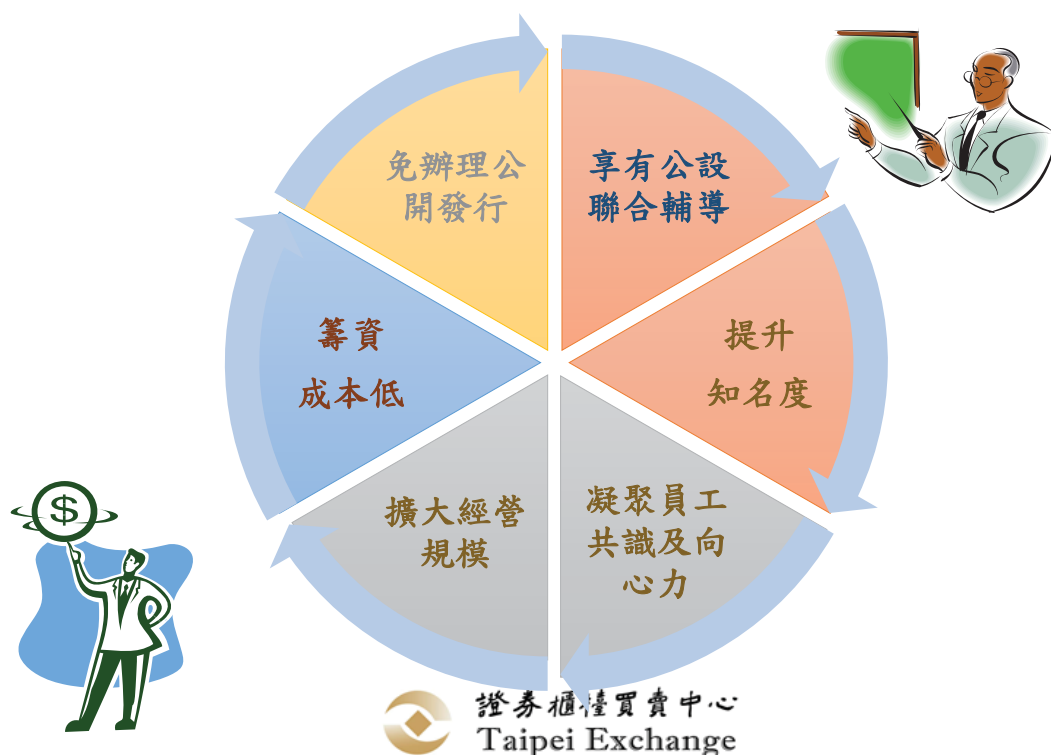 免辦理公
開發行
享有公設
聯合輔導
提升
知名度
凝聚員工
共識及向
心力
擴大經營
規模
籌資
成本低
$
證券櫃檯買賣中心
Taipei Exchange